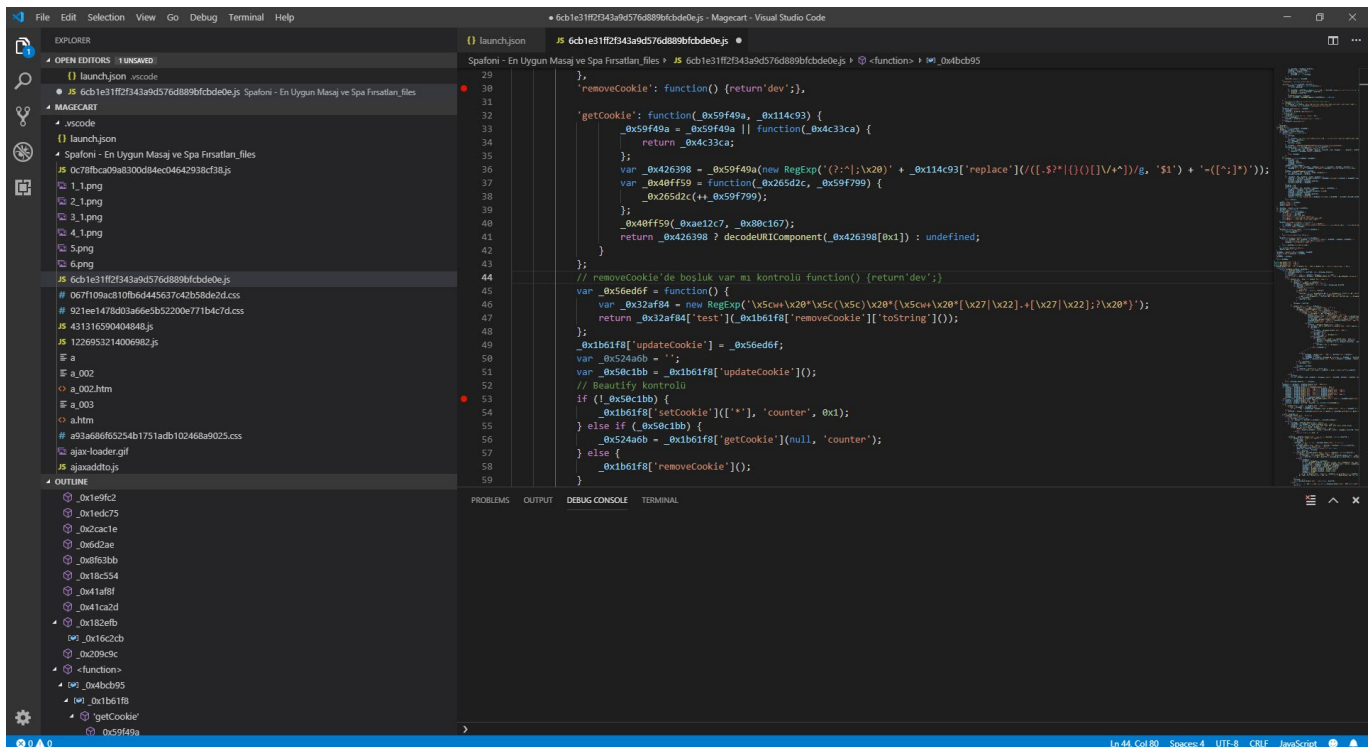 File Edit Selection View Go Debug Terminal Help
● 6cb1e31ff2f343a9d576d889bfcbde0e.js - Magecart - Visual Studio Code
EXPLORER
OPEN EDITORS 1 UNSAVED
{} launch.json .vscode
● JS 6cb1e31ff2f343a9d576d889bfcbde0e.js Spafoni - En Uygun Masaj ve Spa Fırsatları_files
MAGECART
.vscode
{} launch.json
Spafoni - En Uygun Masaj ve Spa Fırsatları_files
JS 0c78fbca09a8300d84ec04642938cf38.js
1_1.png
2_1.png
3_1.png
4_1.png
5.png
6.png
JS 6cb1e31ff2f343a9d576d889bfcbde0e.js
# 067f109ac810fb6d445637c42b58de2d.css
# 921ee1478d03a66e5b52200e771b4c7d.css
JS 431316590404848.js
JS 1226953214006982.js
a
a_002
<> a_002.htm
a_003
<> a.htm
# a93a686f65254b1751adb102468a9025.css
ajax-loader.gif
JS ajaxaddto.js
OUTLINE
_0x1e9fc2
_0x1edc75
_0x2cac1e
_0x6d2ae
_0x8f63bb
_0x18c554
_0x41af8f
_0x41ca2d
_0x182efb
_0x16c2cb
_0x209c9c
<function>
_0x4bcb95
_0x1b61f8
'getCookie'
_0x59f49a
{} launch.json JS 6cb1e31ff2f343a9d576d889bfcbde0e.js ●
Spafoni - En Uygun Masaj ve Spa Fırsatları_files JS 6cb1e31ff2f343a9d576d889bfcbde0e.js <function> _0x4bcb95
29 },
30 'removeCookie': function() {return'dev';},
31
32 'getCookie': function(_0x59f49a, _0x114c93) {
33 _0x59f49a = _0x59f49a || function(_0x4c33ca) {
34 return _0x4c33ca;
35 };
36 var _0x426398 = _0x59f49a(new RegExp('(?:^|;\x20)' + _0x114c93['replace'](/([.$?*|{}()[]\/+^])/g, '$1') + '=([^;]*)'));
37 var _0x40ff59 = function(_0x265d2c, _0x59f799) {
38 _0x265d2c(++_0x59f799);
39 };
40 _0x40ff59(_0xae12c7, _0x80c167);
41 return _0x426398 ? decodeURIComponent(_0x426398[0x1]) : undefined;
42 }
43 };
44 // removeCookie'de bosluk var mı kontrolü function() {return'dev';}
45 var _0x56ed6f = function() {
46 var _0x32af84 = new RegExp('\x5cw+\x20*\x5c(\x5c)\x20*{\x5cw+\x20*[\x27|\x22].+[\x27|\x22];?\x20*}');
47 return _0x32af84['test'](_0x1b61f8['removeCookie']['toString']());
48 };
49 _0x1b61f8['updateCookie'] = _0x56ed6f;
50 var _0x524a6b = '';
51 var _0x50c1bb = _0x1b61f8['updateCookie']();
52 // Beautify kontrolü
53 if (!_0x50c1bb) {
54 _0x1b61f8['setCookie'](['*'], 'counter', 0x1);
55 } else if (_0x50c1bb) {
56 _0x524a6b = _0x1b61f8['getCookie'](null, 'counter');
57 } else {
58 _0x1b61f8['removeCookie']();
59 }
PROBLEMS OUTPUT DEBUG CONSOLE TERMINAL
0 0
Ln 44, Col 80 Spaces: 4 UTF-8 CRLF JavaScript